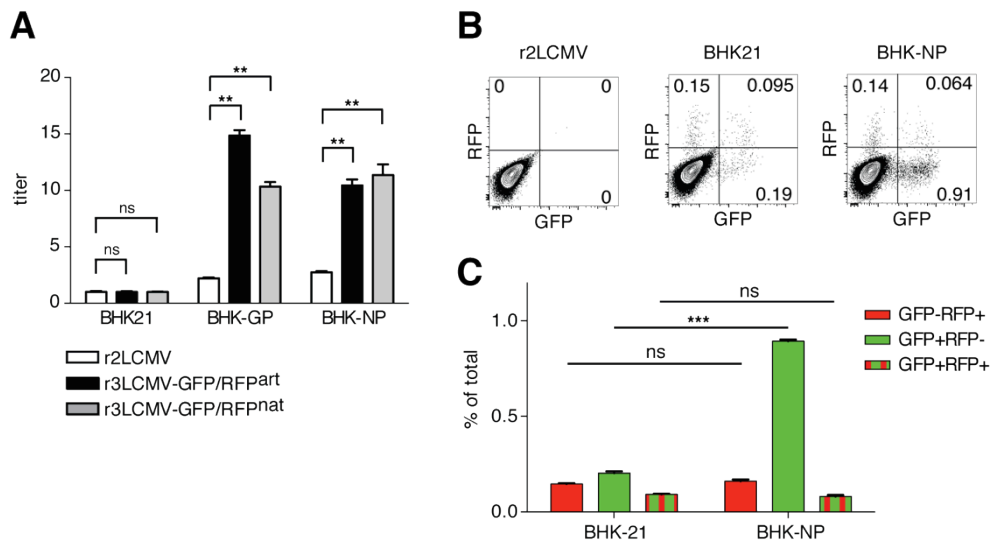 A
20
15
10
5
0
titer
ns
ns
**
**
**
**
BHK21
BHK-GP
BHK-NP
r2LCMV
r3LCMV-GFP/RFPart
r3LCMV-GFP/RFPnat
B
r2LCMV
BHK21
BHK-NP
0
0
0
RFP
GFP
0.15
0.095
0.19
RFP
GFP
0.14
0.064
0.91
RFP
GFP
C
% of total
1.0
0.5
0.0
ns
***
ns
BHK-21
BHK-NP
GFP-RFP+
GFP+RFP-
GFP+RFP+